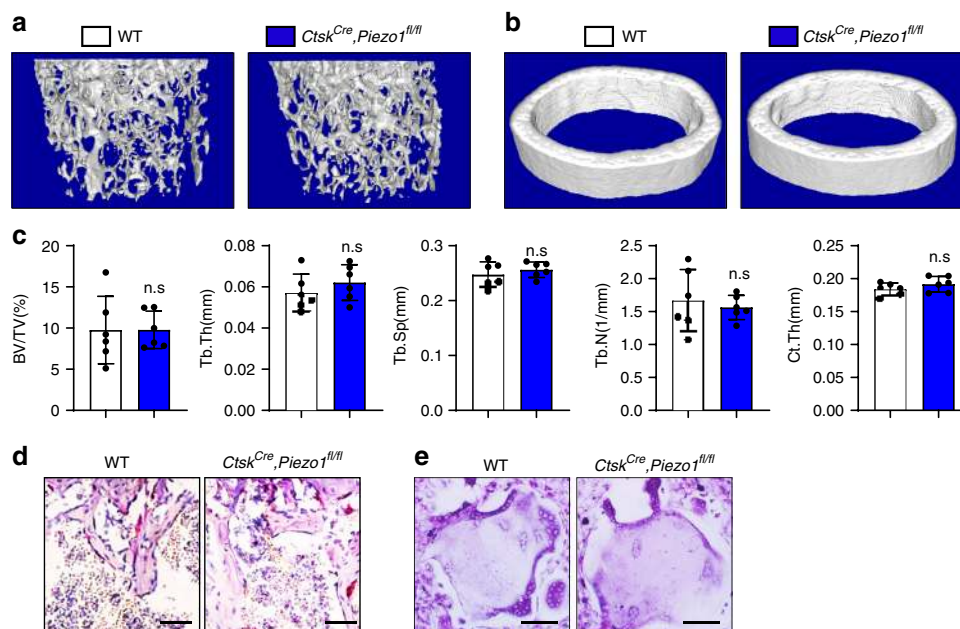 a
WT
Ctsk^Cre,Piezo1^fl/fl
b
WT
Ctsk^Cre,Piezo1^fl/fl
c
BV/TV(%)
20
15
10
5
0
n.s
Tb.Th(mm)
0.08
0.06
0.04
0.02
0.00
n.s
Tb.Sp(mm)
0.3
0.2
0.1
0.0
n.s
Tb.N(1/mm)
2.5
2.0
1.5
1.0
0.5
0.0
n.s
Ct.Th(mm)
0.25
0.20
0.15
0.10
0.05
0.00
n.s
d
WT
Ctsk^Cre,Piezo1^fl/fl
e
WT
Ctsk^Cre,Piezo1^fl/fl